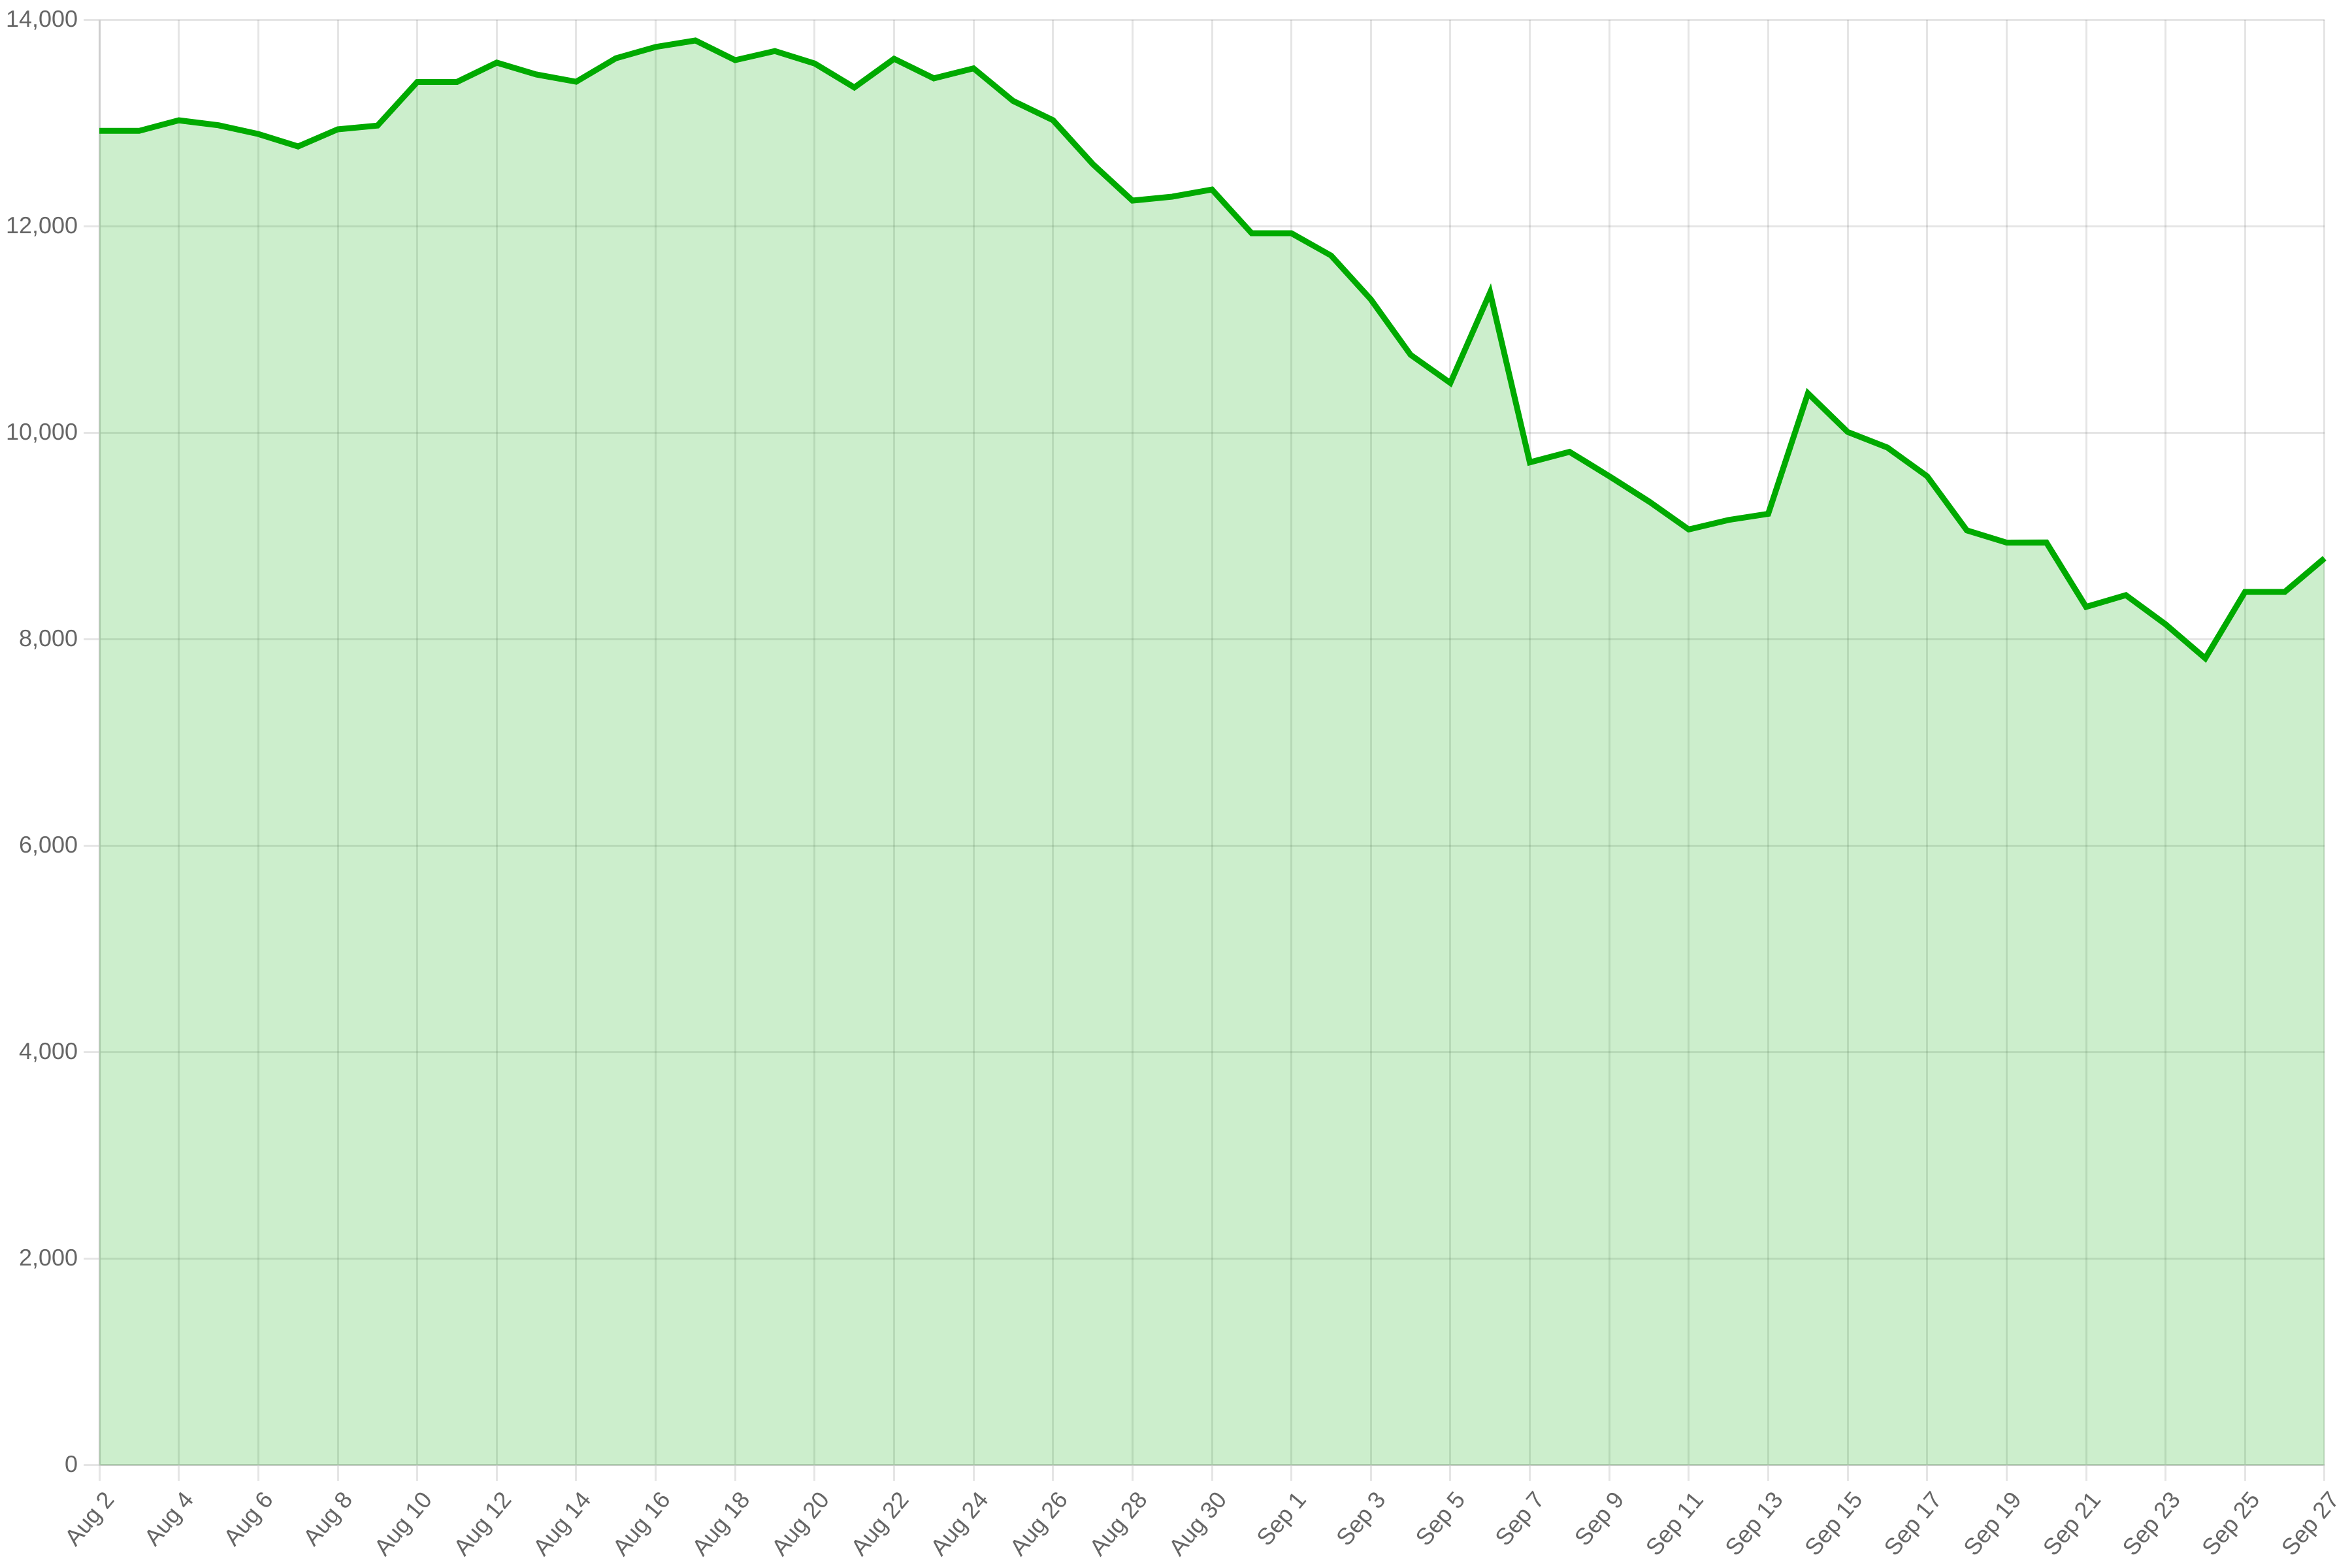 14,000
12,000
10,000
8,000
6,000
4,000
2,000
0
Aug 2
Aug 4
Aug 6
Aug 8
Aug 10
Aug 12
Aug 14
Aug 16
Aug 18
Aug 20
Aug 22
Aug 24
Aug 26
Aug 28
Aug 30
Sep 1
Sep 3
Sep 5
Sep 7
Sep 9
Sep 11
Sep 13
Sep 15
Sep 17
Sep 19
Sep 21
Sep 23
Sep 25
Sep 27